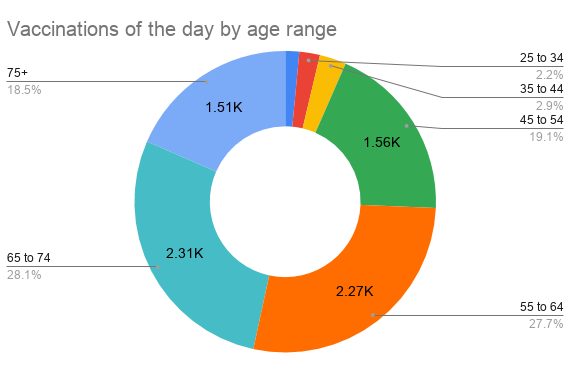 Vaccinations of the day by age range
25 to 34
2.2%
35 to 44
2.9%
45 to 54
19.1%
75+
18.5%
1.51K
1.56K
65 to 74
28.1%
2.31K
2.27K
55 to 64
27.7%